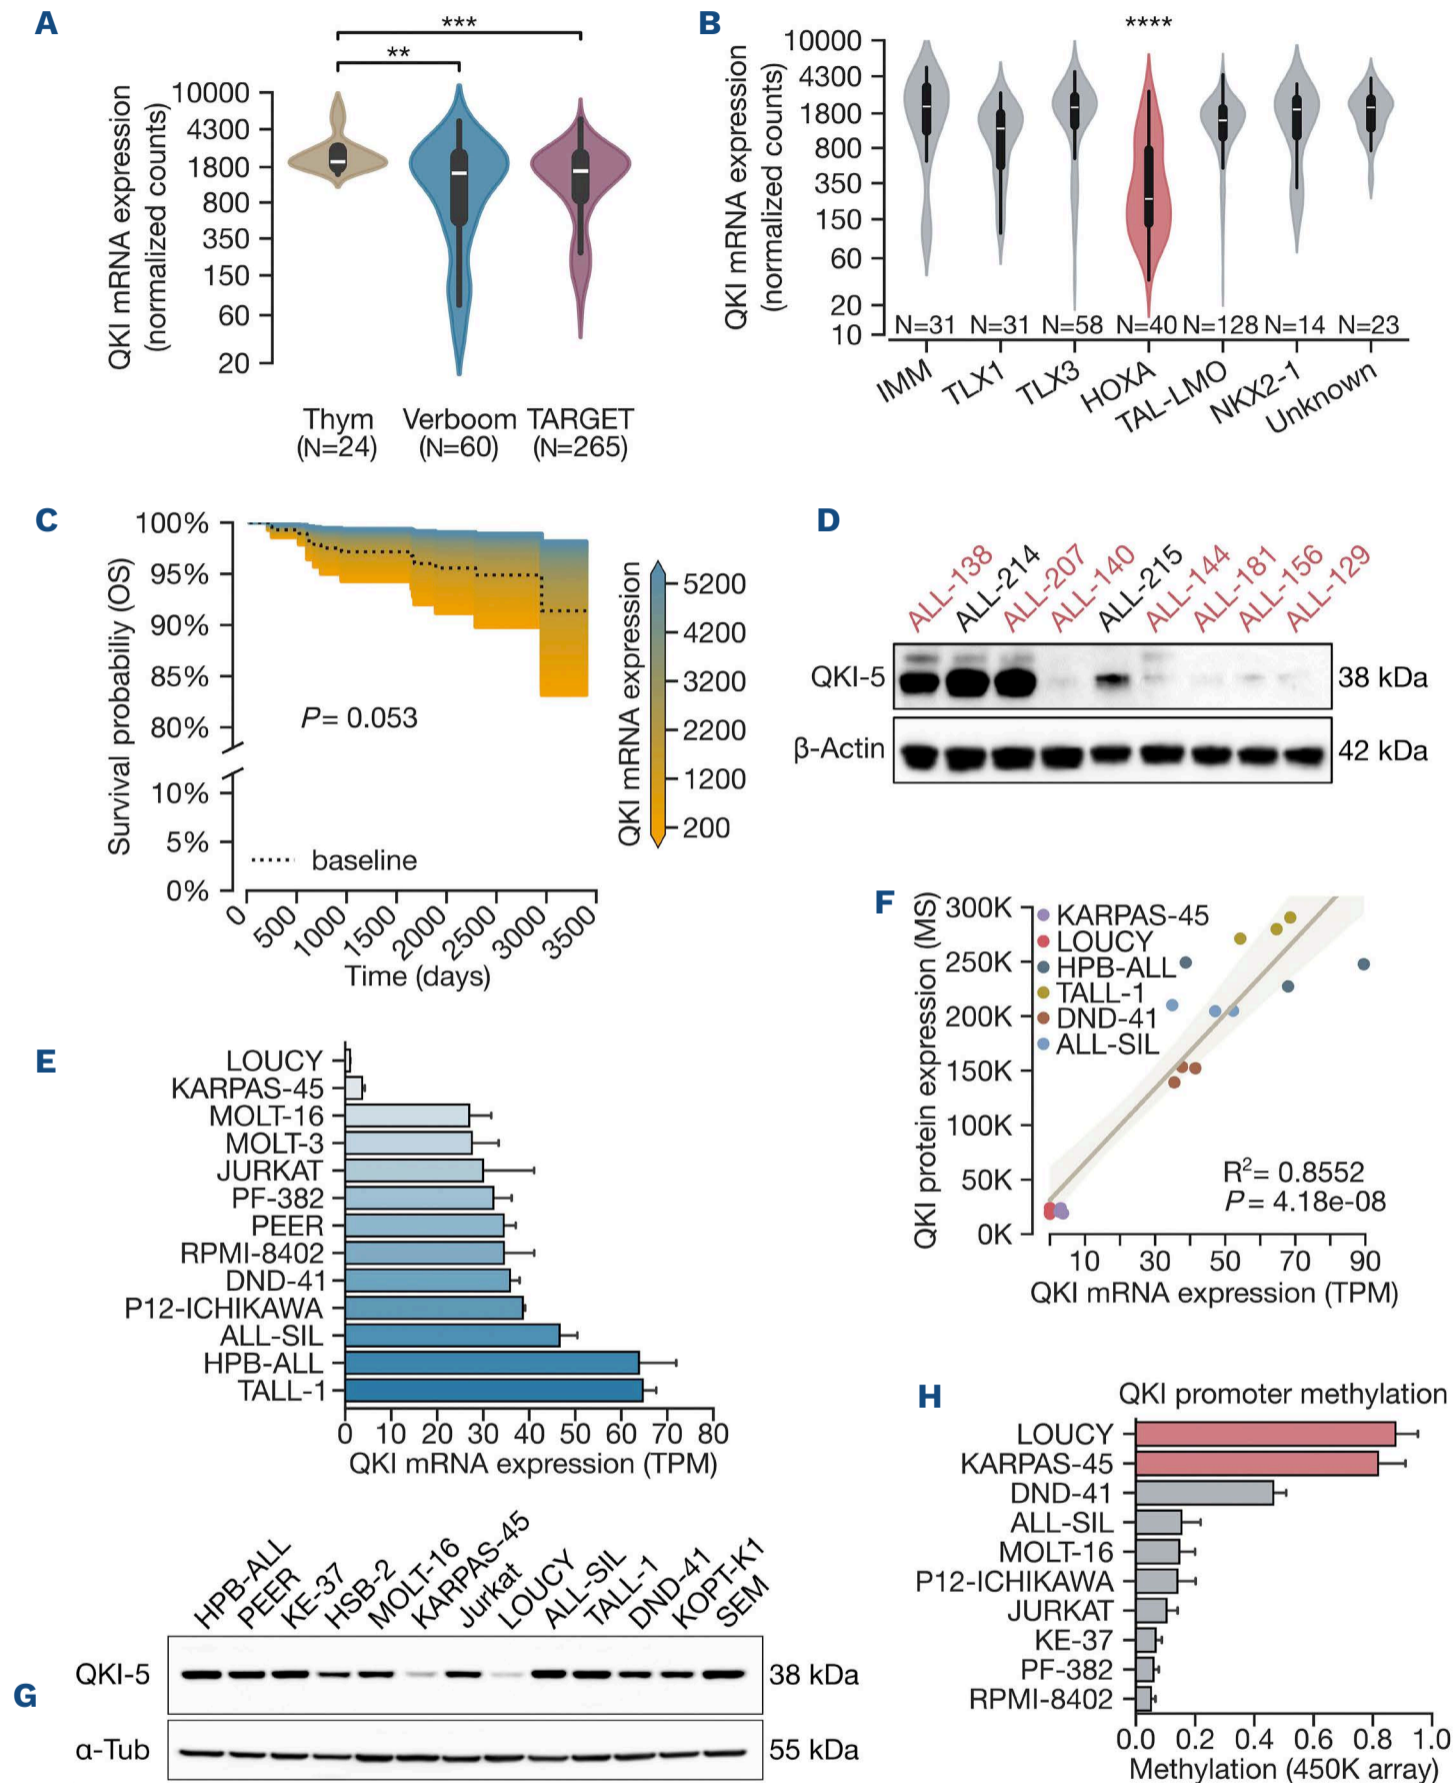 A
QKI mRNA expression
(normalized counts)
10000
4300
1800
800
350
150
60
20
***
**
Thym
(N=24)
Verboom
(N=60)
TARGET
(N=265)
B
QKI mRNA expression
(normalized counts)
10000
4300
1800
800
350
150
60
20
10
****
N=31 N=31 N=58 N=40 N=128 N=14 N=23
IMM
TLX1
TLX3
HOXA
TAL-LMO
NKX2-1
Unknown
C
Survival probabiliy (OS)
100%
95%
90%
85%
80%
10%
5%
0%
P= 0.053
baseline
0
500
1000
1500
2000
2500
3000
3500
Time (days)
QKI mRNA expression
5200
4200
3200
2200
1200
200
D
ALL-138
ALL-214
ALL-207
ALL-140
ALL-215
ALL-144
ALL-181
ALL-156
ALL-129
QKI-5
38 kDa
β-Actin
42 kDa
E
LOUCY
KARPAS-45
MOLT-16
MOLT-3
JURKAT
PF-382
PEER
RPMI-8402
DND-41
P12-ICHIKAWA
ALL-SIL
HPB-ALL
TALL-1
0 10 20 30 40 50 60 70 80
QKI mRNA expression (TPM)
F
QKI protein expression (MS)
300K
250K
200K
150K
100K
50K
0K
KARPAS-45
LOUCY
HPB-ALL
TALL-1
DND-41
ALL-SIL
R²= 0.8552
P = 4.18e-08
10 30 50 70 90
QKI mRNA expression (TPM)
G
HPB-ALL
PEER
KE-37
HSB-2
MOLT-16
KARPAS-45
Jurkat
LOUCY
ALL-SIL
TALL-1
DND-41
KOPT-K1
SEM
QKI-5
38 kDa
α-Tub
55 kDa
H
QKI promoter methylation
LOUCY
KARPAS-45
DND-41
ALL-SIL
MOLT-16
P12-ICHIKAWA
JURKAT
KE-37
PF-382
RPMI-8402
0.0 0.2 0.4 0.6 0.8 1.0
Methylation (450K array)